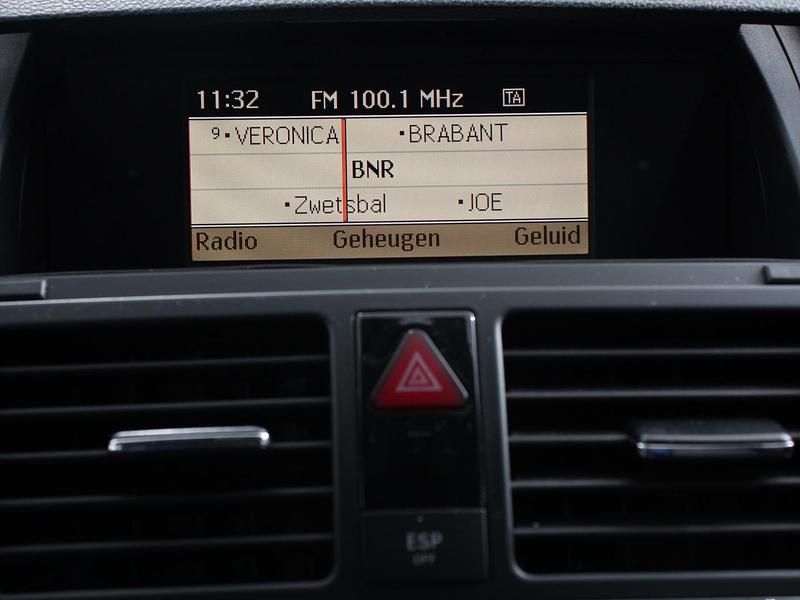 11:32 FM 100.1 MHz TA
9·VERONICA ·BRABANT
BNR
·Zwetsbal ·JOE
Radio Geheugen Geluid
ESP
OFF